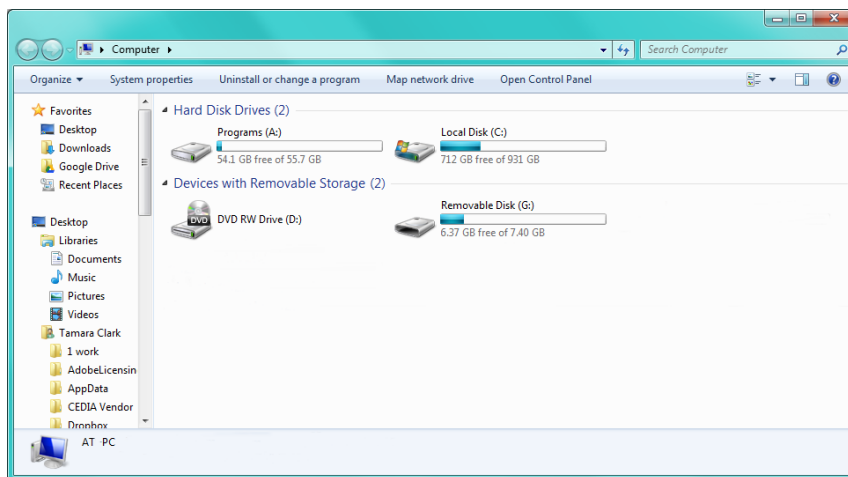 Computer
Search Computer
Organize
System properties
Uninstall or change a program
Map network drive
Open Control Panel
Favorites
Desktop
Downloads
Google Drive
Recent Places
Desktop
Libraries
Documents
Music
Pictures
Videos
Tamara Clark
1 work
AdobeLicensin
AppData
CEDIA Vendor
Dropbox
Hard Disk Drives (2)
Programs (A:)
54.1 GB free of 55.7 GB
Local Disk (C:)
712 GB free of 931 GB
Devices with Removable Storage (2)
DVD
DVD RW Drive (D:)
Removable Disk (G:)
6.37 GB free of 7.40 GB
AT -PC